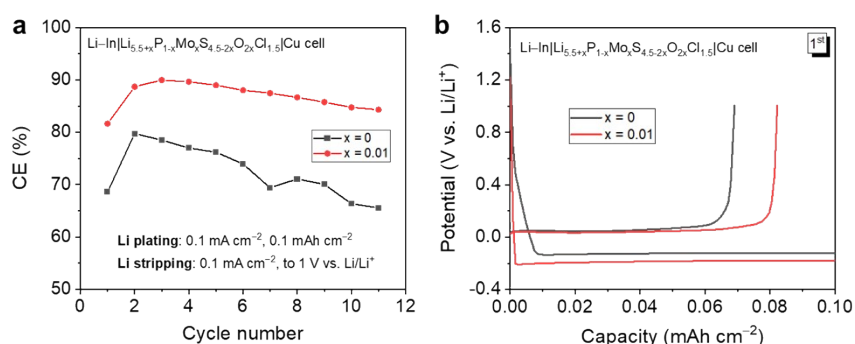 a
Li–In|Li5.5+xP1-xMoxS4.5-2xO2xCl1.5|Cu cell
100
90
80
70
60
50
CE (%)
x = 0
x = 0.01
Li plating: 0.1 mA cm−2, 0.1 mAh cm−2
Li stripping: 0.1 mA cm−2, to 1 V vs. Li/Li+
0 2 4 6 8 10 12
Cycle number
b
Li–In|Li5.5+xP1-xMoxS4.5-2xO2xCl1.5|Cu cell
1st
1.6
1.2
0.8
0.4
0.0
-0.4
Potential (V vs. Li/Li+)
x = 0
x = 0.01
0.00 0.02 0.04 0.06 0.08 0.10
Capacity (mAh cm−2)